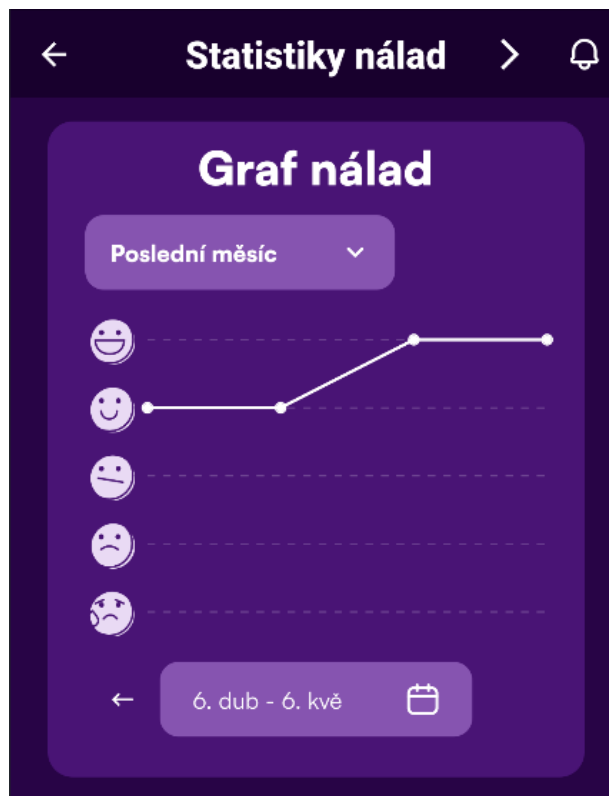 Statistiky nálad
Graf nálad
Poslední měsíc
6. dub - 6. kvě